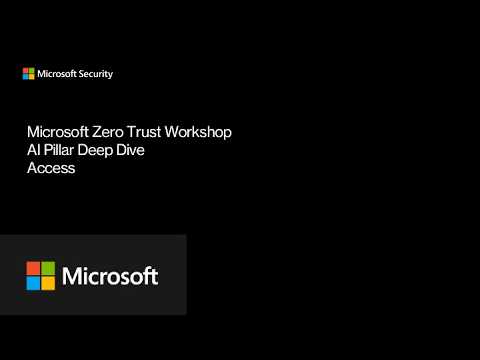 Microsoft Security
Microsoft Zero Trust Workshop
AI Pillar Deep Dive
Access
Microsoft